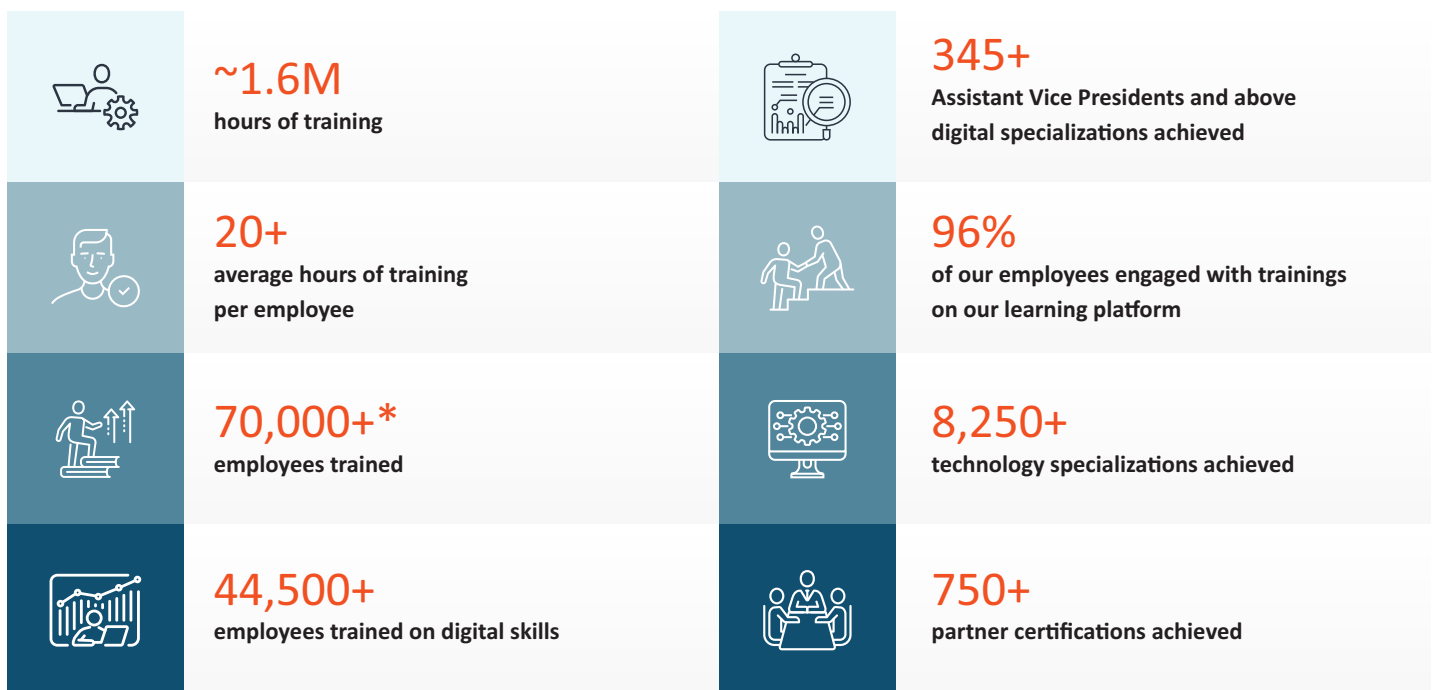 ~1.6M
hours of training
345+
Assistant Vice Presidents and above
digital specializations achieved
20+
average hours of training
per employee
96%
of our employees engaged with trainings
on our learning platform
70,000+*
employees trained
8,250+
technology specializations achieved
44,500+
employees trained on digital skills
750+
partner certifications achieved